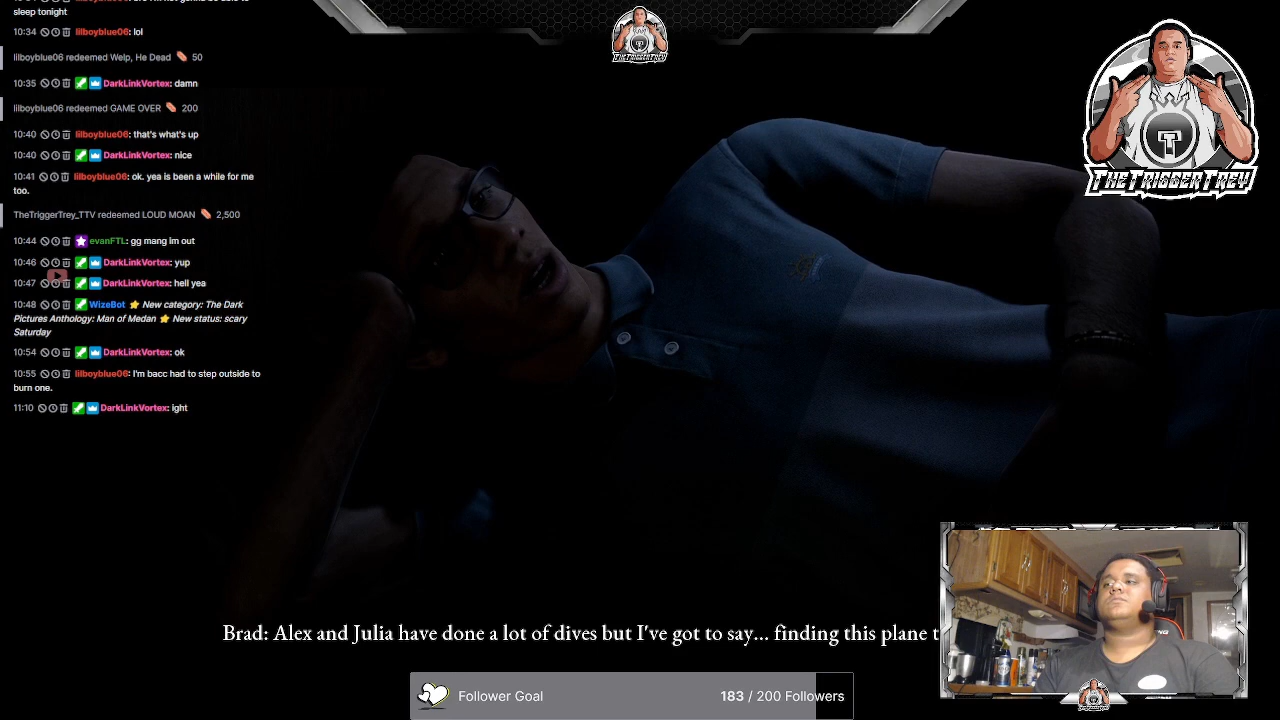 sleep tonight
10:34 lilboyblue06: lol
lilboyblue06 redeemed Welp, He Dead 50
10:35 DarkLinkVortex: damn
lilboyblue06 redeemed GAME OVER 200
10:40 lilboyblue06: that's what's up
10:40 DarkLinkVortex: nice
10:41 lilboyblue06: ok. yea is been a while for me
too.
TheTriggerTrey_TTV redeemed LOUD MOAN 2,500
10:44 evanFTL: gg mang im out
10:46 DarkLinkVortex: yup
10:47 DarkLinkVortex: hell yea
10:48 WizeBot New category: The Dark
Pictures Anthology: Man of Medan New status: scary
Saturday
10:54 DarkLinkVortex: ok
10:55 lilboyblue06: I'm bacc had to step outside to
burn one.
11:10 DarkLinkVortex: ight
THETRIGGERTREY
T
THETRIGGERTREY
Brad: Alex and Julia have done a lot of dives but I've got to say... finding this plane t
Follower Goal 183 / 200 Followers